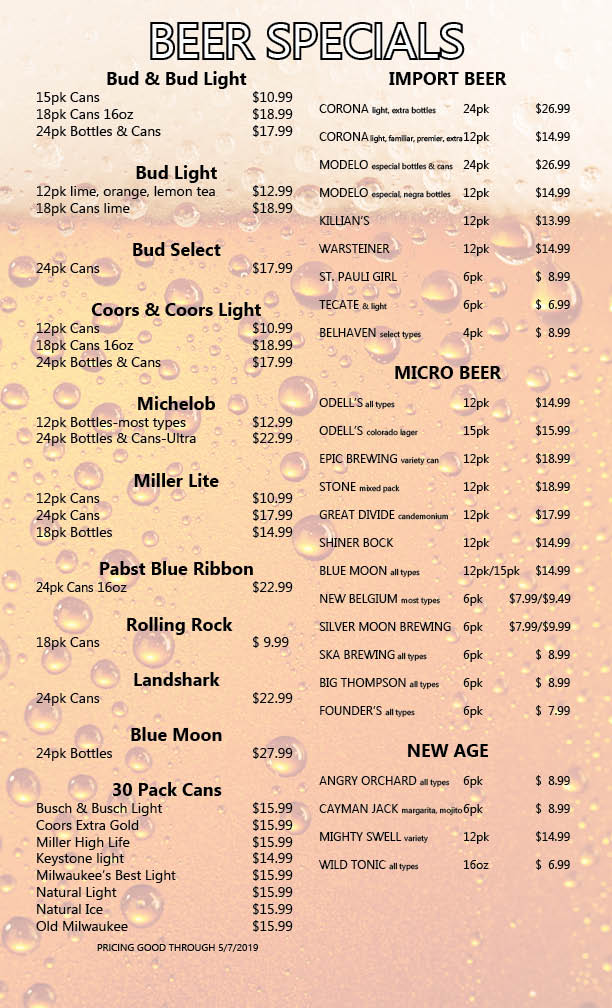 BEER SPECIALS
Bud & Bud Light
15pk Cans $10.99
18pk Cans 16oz $18.99
24pk Bottles & Cans $17.99
Bud Light
12pk lime, orange, lemon tea $12.99
18pk Cans lime $18.99
Bud Select
24pk Cans $17.99
Coors & Coors Light
12pk Cans $10.99
18pk Cans 16oz $18.99
24pk Bottles & Cans $17.99
Michelob
12pk Bottles-most types $12.99
24pk Bottles & Cans-Ultra $22.99
Miller Lite
12pk Cans $10.99
24pk Cans $17.99
18pk Bottles $14.99
Pabst Blue Ribbon
24pk Cans 16oz $22.99
Rolling Rock
18pk Cans $ 9.99
Landshark
24pk Cans $22.99
Blue Moon
24pk Bottles $27.99
30 Pack Cans
Busch & Busch Light $15.99
Coors Extra Gold $15.99
Miller High Life $15.99
Keystone light $14.99
Milwaukee's Best Light $15.99
Natural Light $15.99
Natural Ice $15.99
Old Milwaukee $15.99
PRICING GOOD THROUGH 5/7/2019
IMPORT BEER
CORONA light, extra bottles 24pk $26.99
CORONA light, familiar, premier, extra 12pk $14.99
MODELO especial bottles & cans 24pk $26.99
MODELO especial, negra bottles 12pk $14.99
KILLIAN'S 12pk $13.99
WARSTEINER 12pk $14.99
ST. PAULI GIRL 6pk $ 8.99
TECATE & light 6pk $ 6.99
BELHAVEN select types 4pk $ 8.99
MICRO BEER
ODELL'S all types 12pk $14.99
ODELL'S colorado lager 15pk $15.99
EPIC BREWING variety can 12pk $18.99
STONE mixed pack 12pk $18.99
GREAT DIVIDE candemonium 12pk $17.99
SHINER BOCK 12pk $14.99
BLUE MOON all types 12pk/15pk $14.99
NEW BELGIUM most types 6pk $7.99/$9.49
SILVER MOON BREWING 6pk $7.99/$9.99
SKA BREWING all types 6pk $ 8.99
BIG THOMPSON all types 6pk $ 8.99
FOUNDER'S all types 6pk $ 7.99
NEW AGE
ANGRY ORCHARD all types 6pk $ 8.99
CAYMAN JACK margarita, mojito 6pk $ 8.99
MIGHTY SWELL variety 12pk $14.99
WILD TONIC all types 16oz $ 6.99